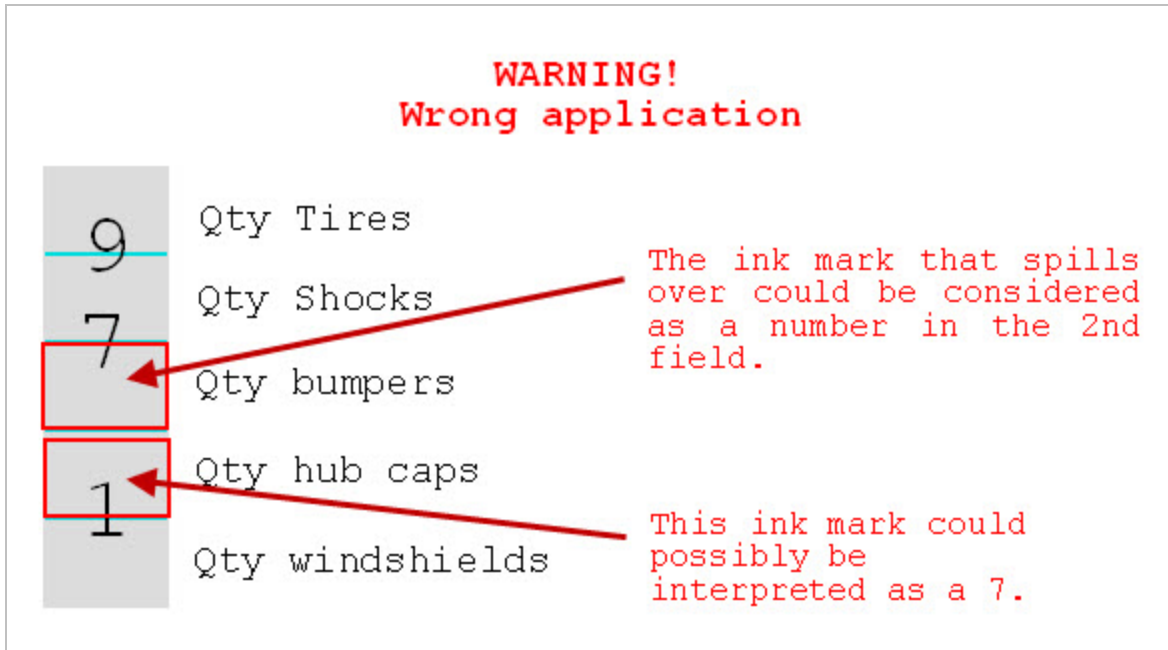 WARNING!
Wrong application
9
Qty Tires
Qty Shocks
7
Qty bumpers
Qty hub caps
1
Qty windshields
The ink mark that spills
over could be considered
as a number in the 2nd
field.
This ink mark could
possibly be
interpreted as a 7.